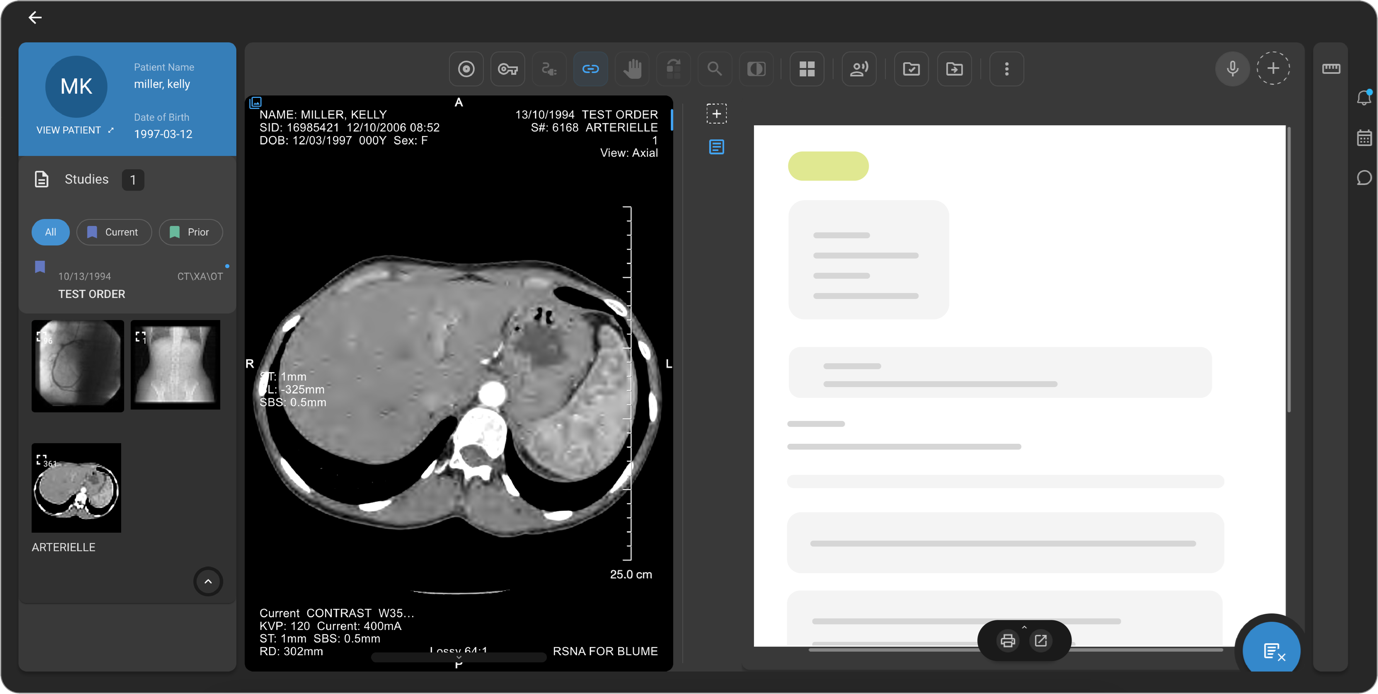 MK
VIEW PATIENT
Patient Name
miller, kelly
Date of Birth
1997-03-12
Studies 1
All Current Prior
10/13/1994 CT\XA\OT
TEST ORDER
1
361
ARTERIELLE
A
NAME: MILLER, KELLY
SID: 16985421 12/10/2006 08:52
DOB: 12/03/1997 000Y Sex: F
13/10/1994 TEST ORDER
S#: 6168 ARTERIELLE
1
View: Axial
R
L
ST: 1mm
SL: -325mm
SBS: 0.5mm
25.0 cm
Current CONTRAST W35...
KVP: 120 Current: 400mA
ST: 1mm SBS: 0.5mm
RD: 302mm
Lossy 64:1
RSNA FOR BLUME
P